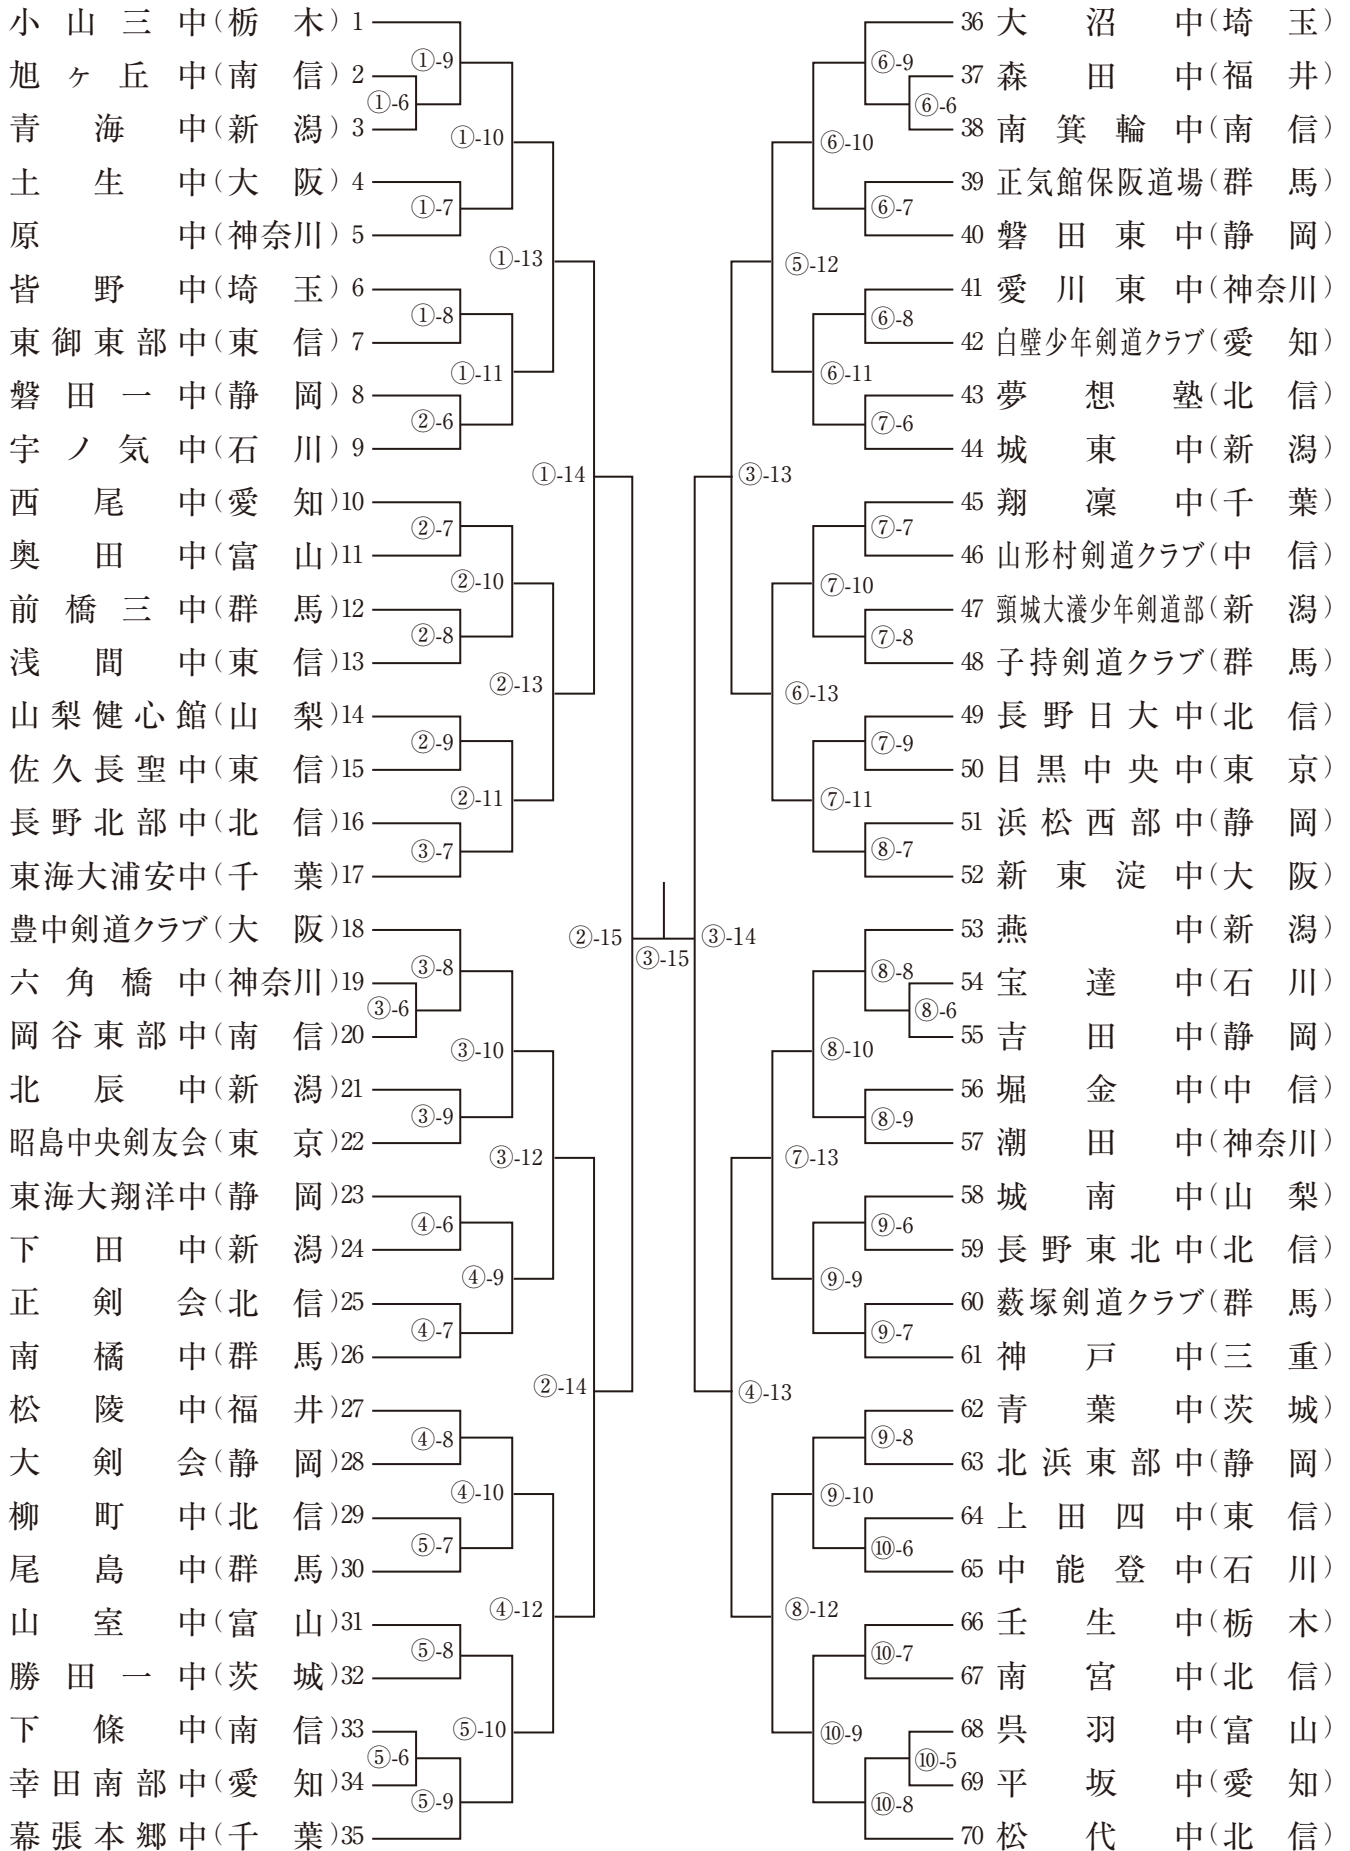 小山三中(栃木)1
旭ヶ丘中(南信)2
青海中(新潟)3
土生中(大阪)4
原中(神奈川)5
皆野中(埼玉)6
東御東部中(東信)7
磐田一中(静岡)8
宇ノ気中(石川)9
西尾中(愛知)10
奥田中(富山)11
前橋三中(群馬)12
浅間中(東信)13
山梨健心館(山梨)14
佐久長聖中(東信)15
長野北部中(北信)16
東海大浦安中(千葉)17
豊中剣道クラブ(大阪)18
六角橋中(神奈川)19
岡谷東部中(南信)20
北辰中(新潟)21
昭島中央剣友会(東京)22
東海大翔洋中(静岡)23
下田中(新潟)24
正剣会(北信)25
南橘中(群馬)26
松陵中(福井)27
大剣会(静岡)28
柳町中(北信)29
尾島中(群馬)30
山室中(富山)31
勝田一中(茨城)32
下條中(南信)33
幸田南部中(愛知)34
幕張本郷中(千葉)35
①-9
①-6
①-10
①-7
①-13
①-8
①-11
②-6
①-14
②-7
②-10
②-8
②-13
②-9
②-11
③-7
②-15
③-8
③-6
③-10
③-9
③-12
④-6
④-9
④-7
②-14
④-8
④-10
⑤-7
④-12
⑤-8
⑤-10
⑤-6
⑤-9
③-15
⑥-9
⑥-6
⑥-10
⑥-7
⑤-12
⑥-8
⑥-11
⑦-6
③-13
⑦-7
⑦-10
⑦-8
⑥-13
⑦-9
⑦-11
⑧-7
③-14
⑧-8
⑧-6
⑧-10
⑧-9
⑦-13
⑨-6
⑨-9
⑨-7
④-13
⑨-8
⑨-10
⑩-6
⑧-12
⑩-7
⑩-9
⑩-5
⑩-8
36 大沼中(埼玉)
37 森田中(福井)
38 南箕輪中(南信)
39 正気館保阪道場(群馬)
40 磐田東中(静岡)
41 愛川東中(神奈川)
42 白壁少年剣道クラブ(愛知)
43 夢想塾(北信)
44 城東中(新潟)
45 翔凜中(千葉)
46 山形村剣道クラブ(中信)
47 頸城大瀁少年剣道部(新潟)
48 子持剣道クラブ(群馬)
49 長野日大中(北信)
50 目黒中央中(東京)
51 浜松西部中(静岡)
52 新東淀中(大阪)
53 燕中(新潟)
54 宝達中(石川)
55 吉田中(静岡)
56 堀金中(中信)
57 潮田中(神奈川)
58 城南中(山梨)
59 長野東北中(北信)
60 薮塚剣道クラブ(群馬)
61 神戸中(三重)
62 青葉中(茨城)
63 北浜東部中(静岡)
64 上田四中(東信)
65 中能登中(石川)
66 壬生中(栃木)
67 南宮中(北信)
68 呉羽中(富山)
69 平坂中(愛知)
70 松代中(北信)